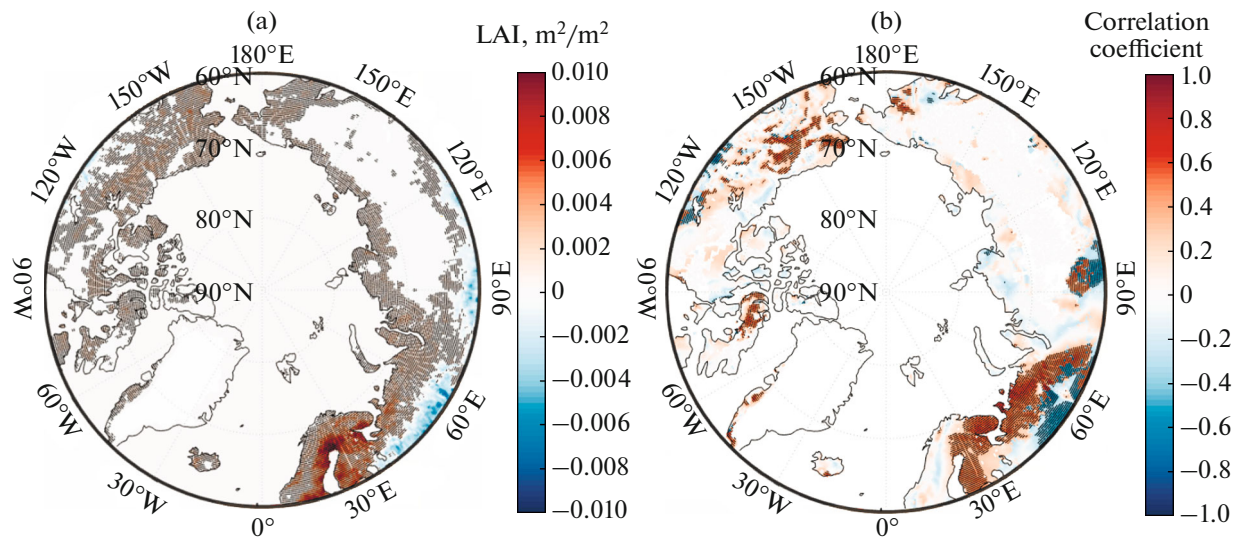 (a)
LAI, m²/m²
180°E
150°W
60°N
150°E
120°W
70°N
120°E
80°N
90°W
90°N
90°E
60°W
60°E
30°W
30°E
0°
0.010
0.008
0.006
0.004
0.002
0
−0.002
−0.004
−0.006
−0.008
−0.010
(b)
Correlation
coefficient
180°E
150°W
60°N
150°E
120°W
70°N
120°E
80°N
90°W
90°N
90°E
60°W
60°E
30°W
30°E
0°
1.0
0.8
0.6
0.4
0.2
0
−0.2
−0.4
−0.6
−0.8
−1.0